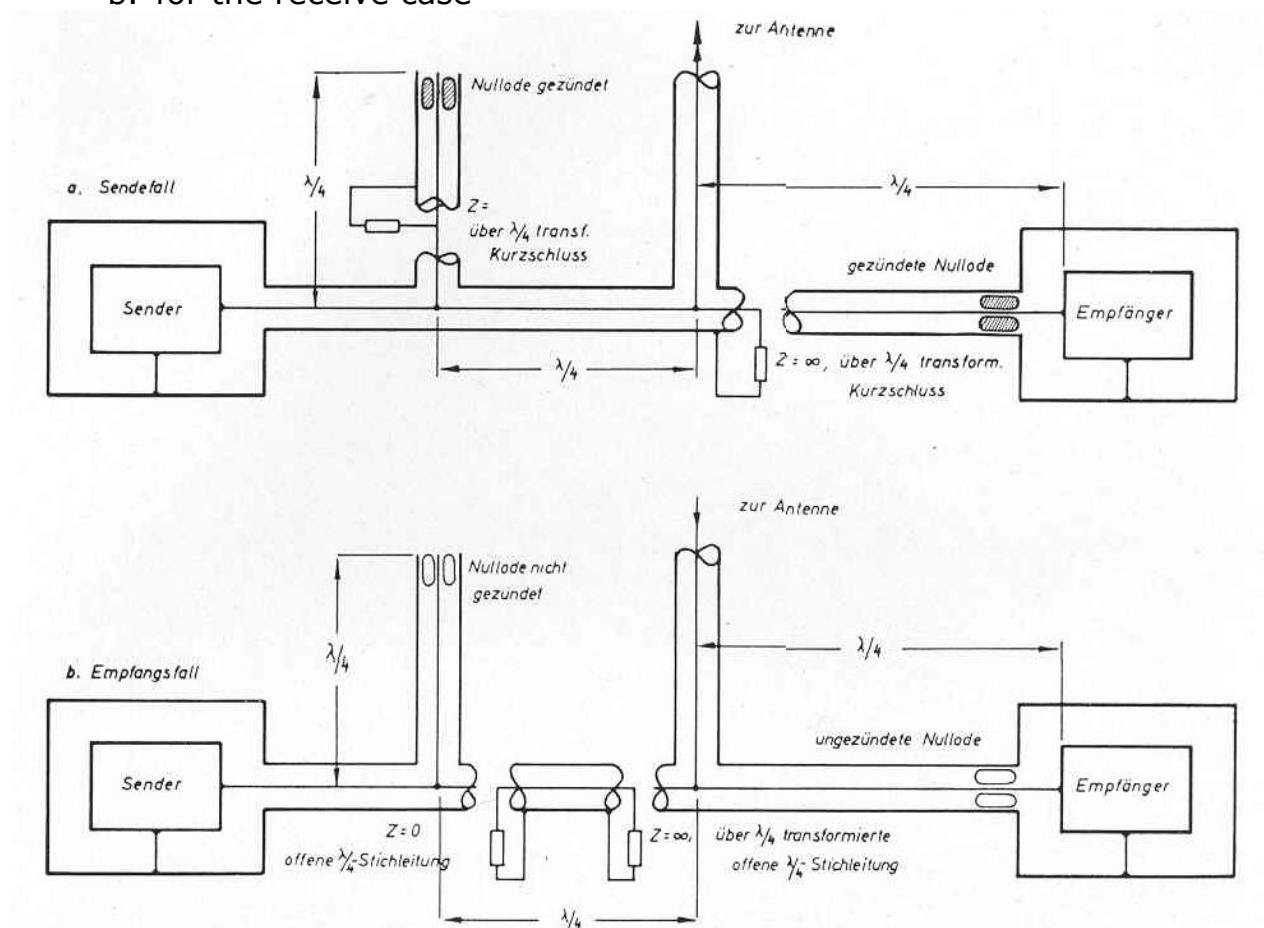 b. for the receive case
zur Antenne
Nullode gezündet
λ/4
a. Sendefall
λ/4
Z =
über λ/4 transf.
Kurzschluss
gezündete Nullode
Sender
Empfänger
λ/4
Z = ∞, über λ/4 transform.
Kurzschluss
zur Antenne
Nullode nicht
gezündet
λ/4
λ/4
b. Empfangsfall
ungezündete Nullode
Sender
Empfänger
Z = 0
offene λ/4-Stichleitung
Z = ∞, über λ/4 transformierte
offene λ/4-Stichleitung
λ/4